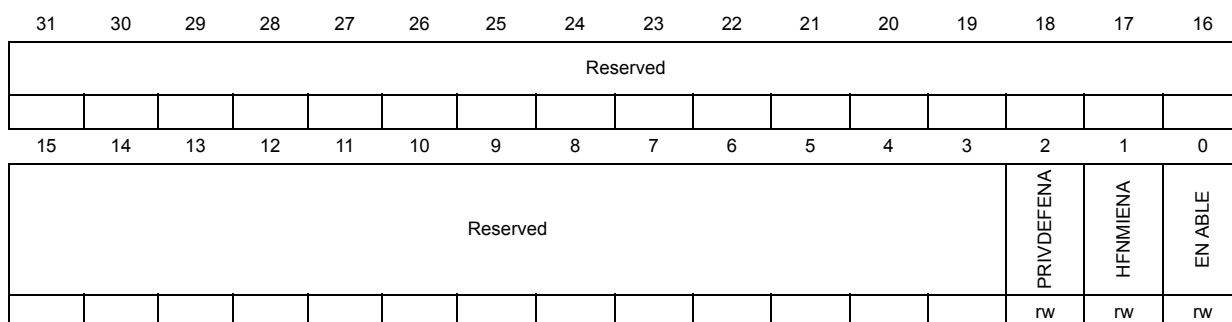 31 30 29 28 27 26 25 24 23 22 21 20 19 18 17 16
Reserved
15 14 13 12 11 10 9 8 7 6 5 4 3 2 1 0
Reserved PRIVDEFENA HFNMIENA EN ABLE
rw rw rw